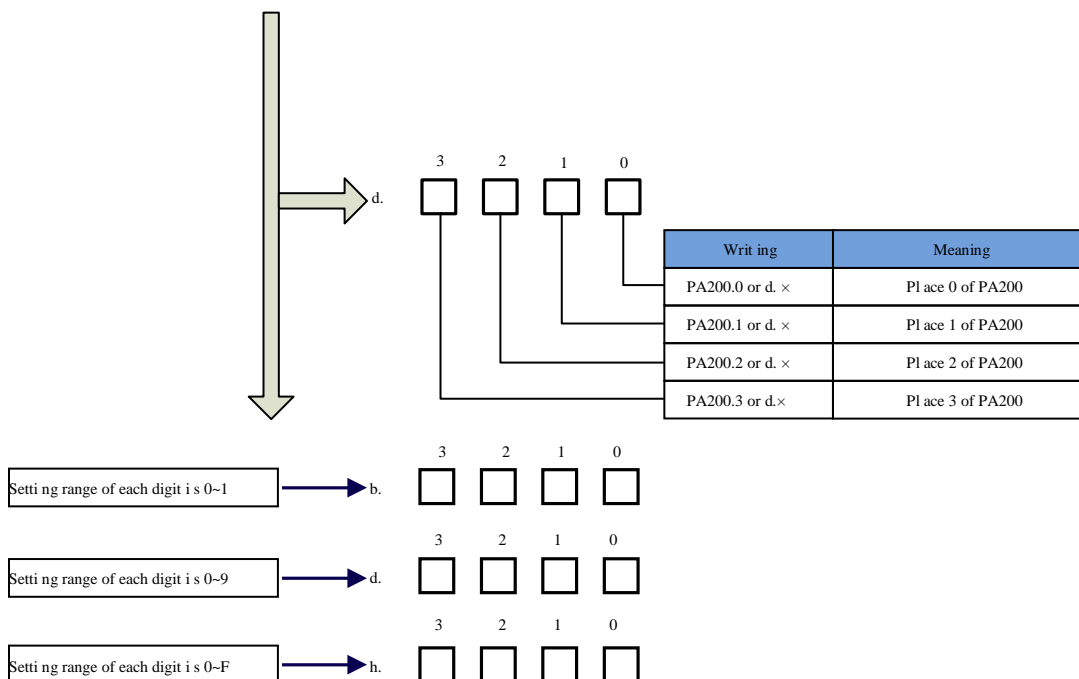 3 2 1 0
d.
Writ ing Meaning
PA200.0 or d. × Pl ace 0 of PA200
PA200.1 or d. × Pl ace 1 of PA200
PA200.2 or d. × Pl ace 2 of PA200
PA200.3 or d.× Pl ace 3 of PA200
3 2 1 0
Setti ng range of each digit i s 0~1 b.
3 2 1 0
Setti ng range of each digit i s 0~9 d.
3 2 1 0
Setti ng range of each digit i s 0~F h.